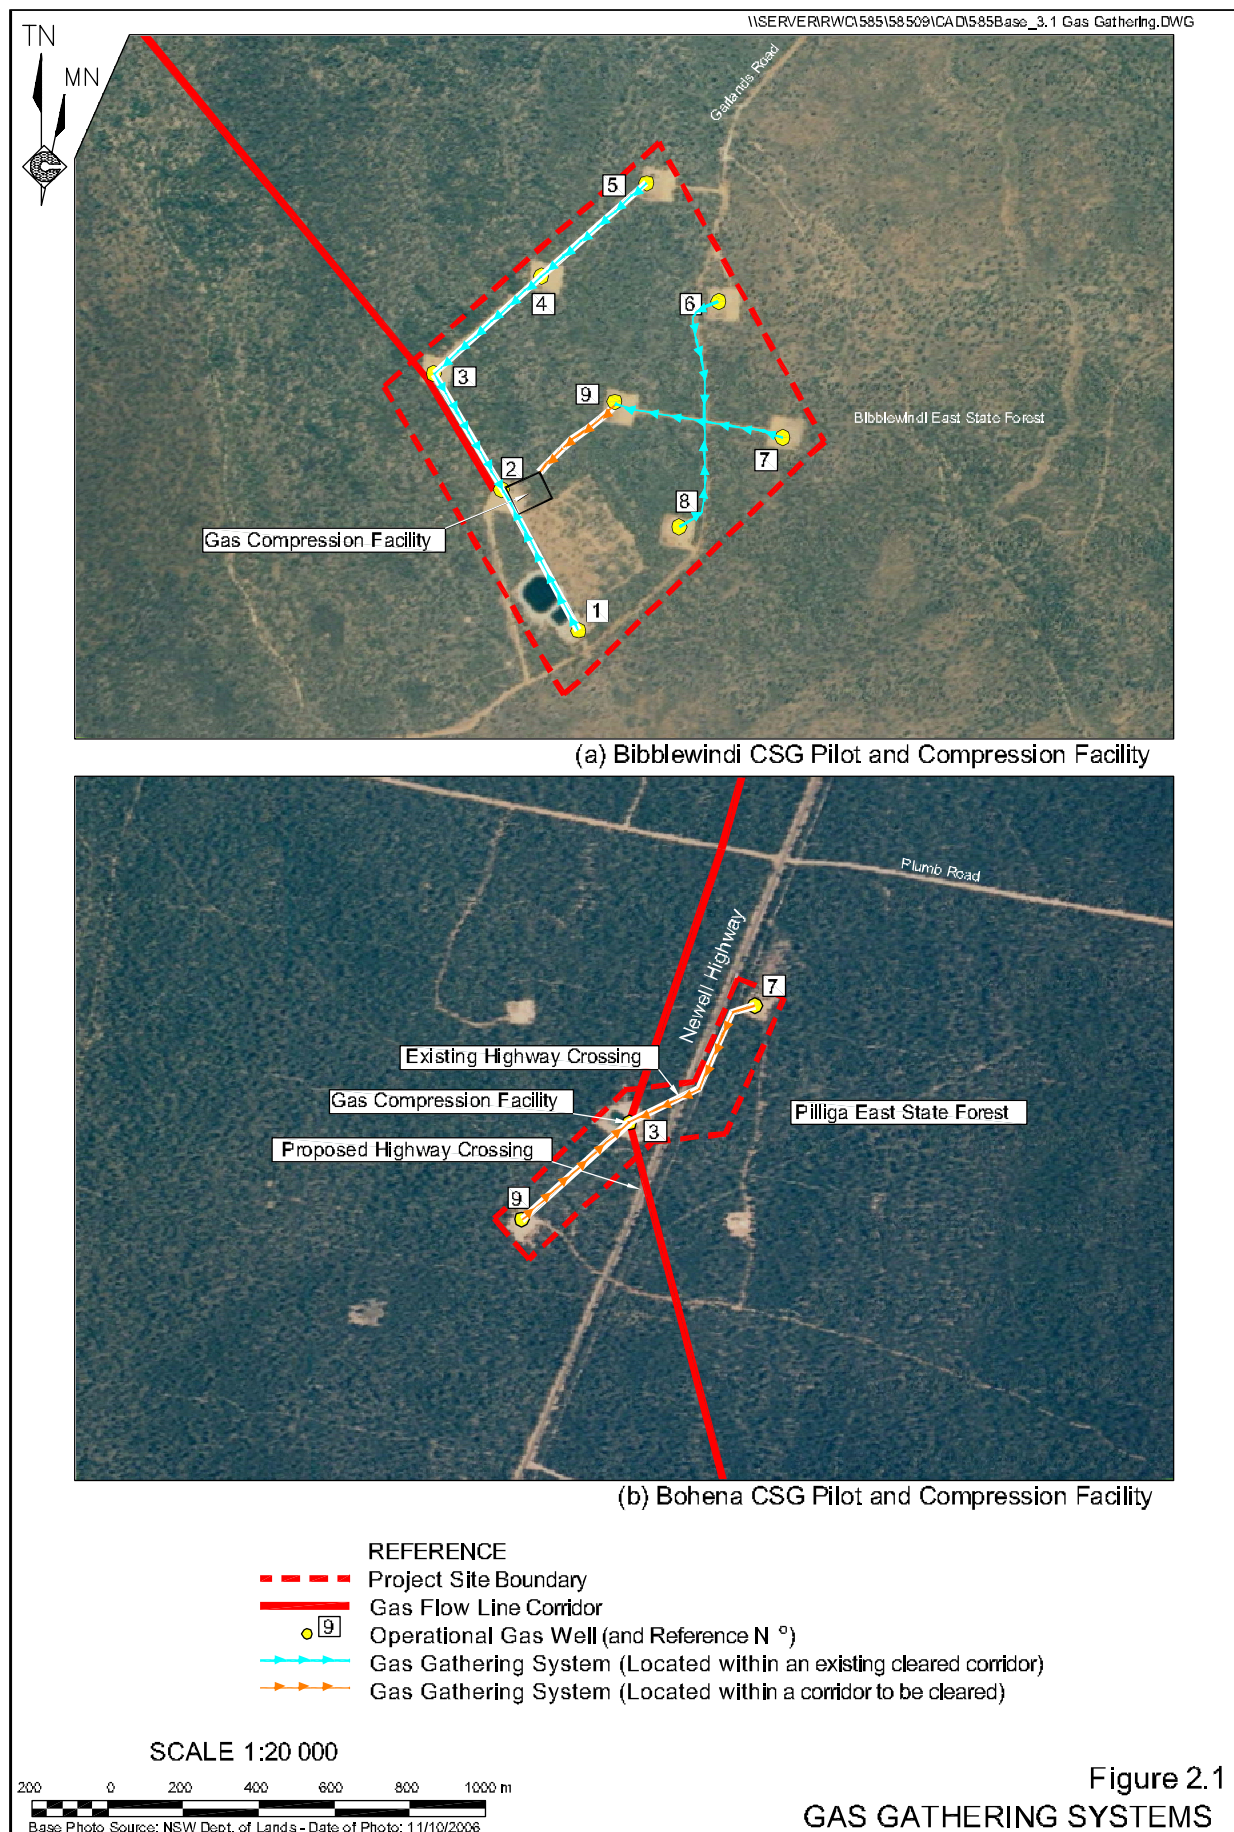 \\SERVER\RWC\585\58509\CAD\585Base_3.1 Gas Gathering.DWG
TN
MN
Garlands Road
5
4
6
3
9
Bibblewindi East State Forest
7
2
8
Gas Compression Facility
1
(a) Bibblewindi CSG Pilot and Compression Facility
Plumb Road
Newell Highway
7
Existing Highway Crossing
Gas Compression Facility
Pilliga East State Forest
3
Proposed Highway Crossing
9
(b) Bohena CSG Pilot and Compression Facility
REFERENCE
Project Site Boundary
Gas Flow Line Corridor
9 Operational Gas Well (and Reference N °)
Gas Gathering System (Located within an existing cleared corridor)
Gas Gathering System (Located within a corridor to be cleared)
SCALE 1:20 000
200 0 200 400 600 800 1000 m
Base Photo Source: NSW Dept. of Lands - Date of Photo: 11/10/2006
Figure 2.1
GAS GATHERING SYSTEMS